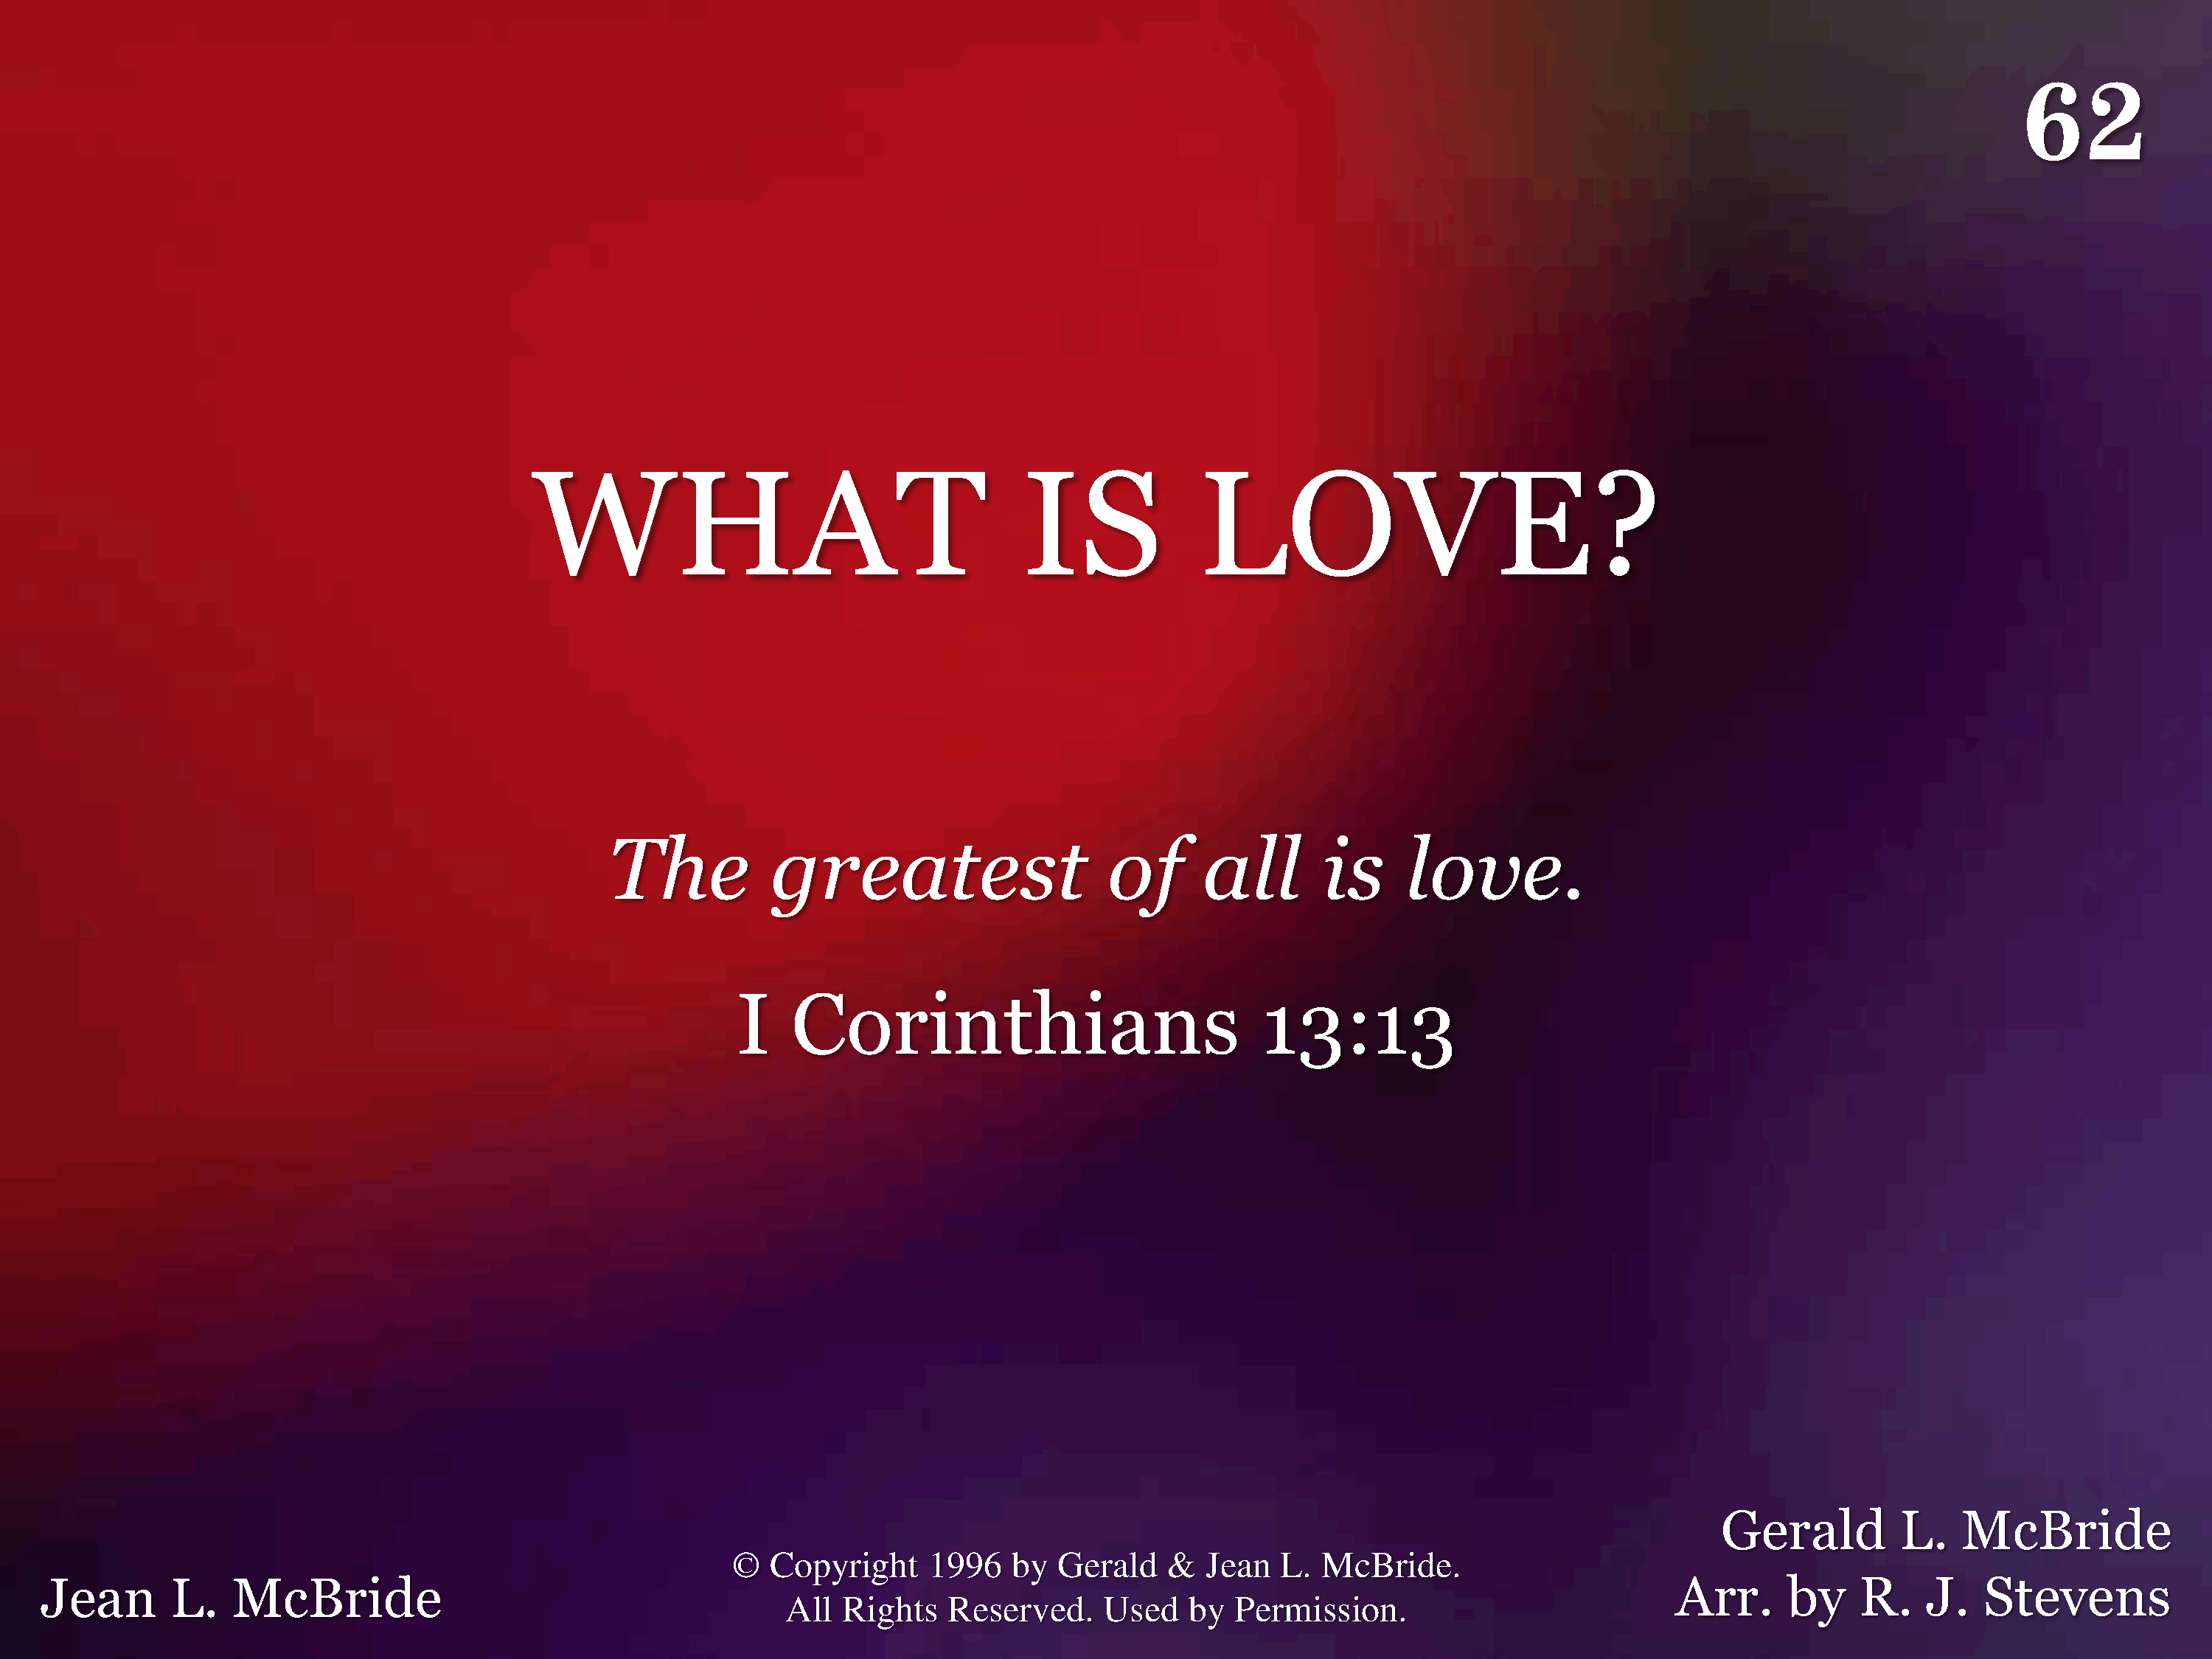 62
WHAT IS LOVE?
The greatest of all is love.
I Corinthians 13:13
Jean L. McBride
© Copyright 1996 by Gerald & Jean L. McBride.
All Rights Reserved. Used by Permission.
Gerald L. McBride
Arr. by R. J. Stevens